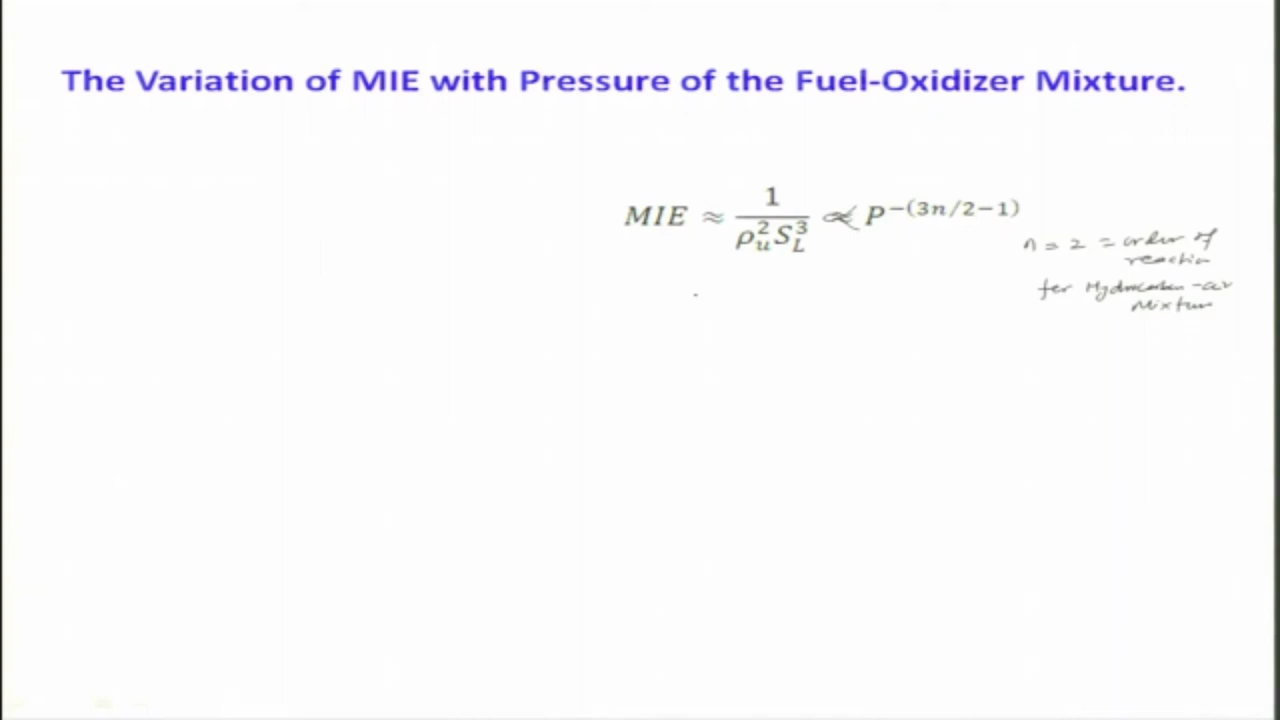 The Variation of MIE with Pressure of the Fuel-Oxidizer Mixture.
MIE ≈ 1/(ρ_u^2 S_L^3) ∝ P^{-(3n/2-1)}
n = 2 = order of
reaction
for Hydrocarbon-air
Mixture